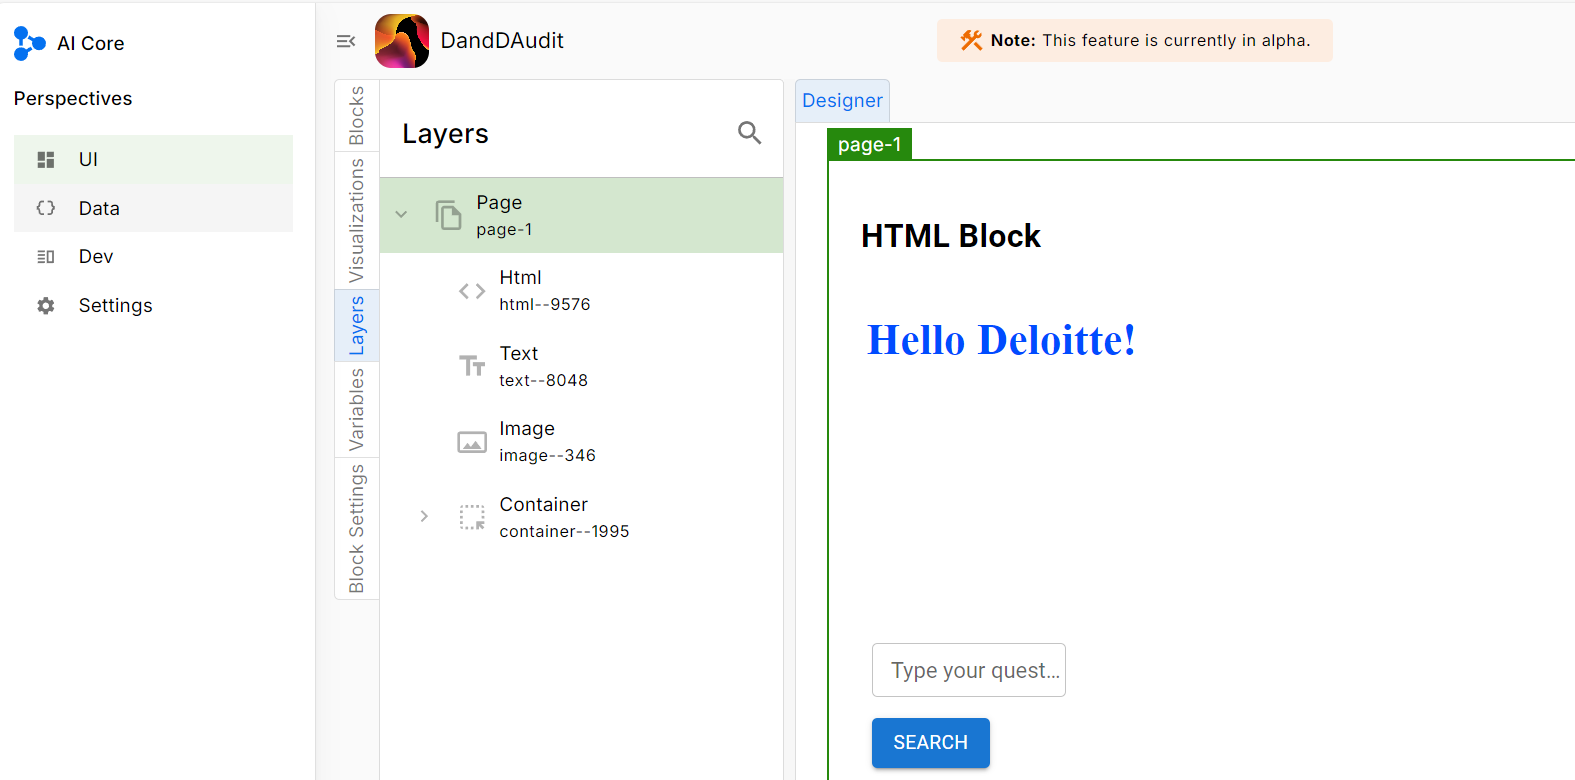 AI Core
Perspectives
UI
Data
Dev
Settings
DandDAudit
Note: This feature is currently in alpha.
Blocks
Visualizations
Layers
Variables
Block Settings
Layers
Page
page-1
Html
html--9576
Text
text--8048
Image
image--346
Container
container--1995
Designer
page-1
HTML Block
Hello Deloitte!
Type your quest...
SEARCH